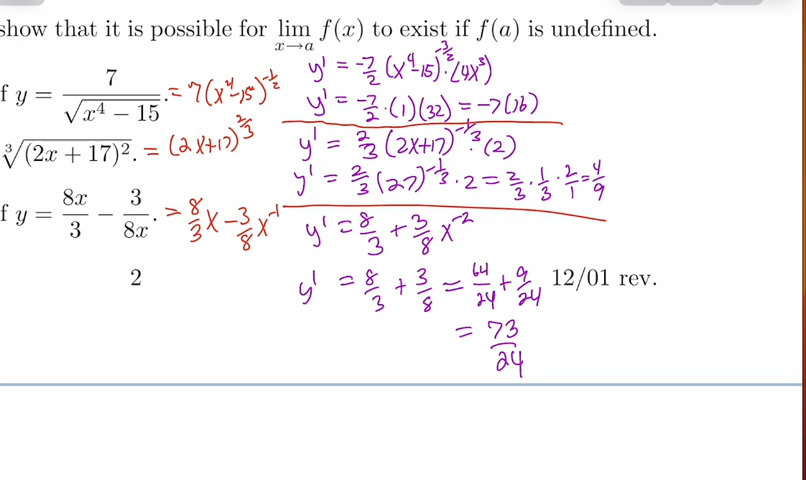 show that it is possible for lim x→a f(x) to exist if f(a) is undefined.
f y = 7/√(x⁴ − 15). = 7(x⁴−15)^(-1/2)
y' = -7/2 (x⁴−15)^(-3/2) · (4x³)
y' = -7/2 · (1)(32) = −7(16)
∛((2x + 17)²). = (2x+17)^(2/3)
y' = 2/3 (2x+17)^(-1/3) · (2)
y' = 2/3 (27)^(-1/3) · 2 = 2/3 · 1/3 · 2/1 = 4/9
f y = 8x/3 − 3/8x. = 8/3 x − 3/8 x⁻¹
y' = 8/3 + 3/8 x⁻²
y' = 8/3 + 3/8 = 64/24 + 9/24
= 73/24
2
12/01 rev.